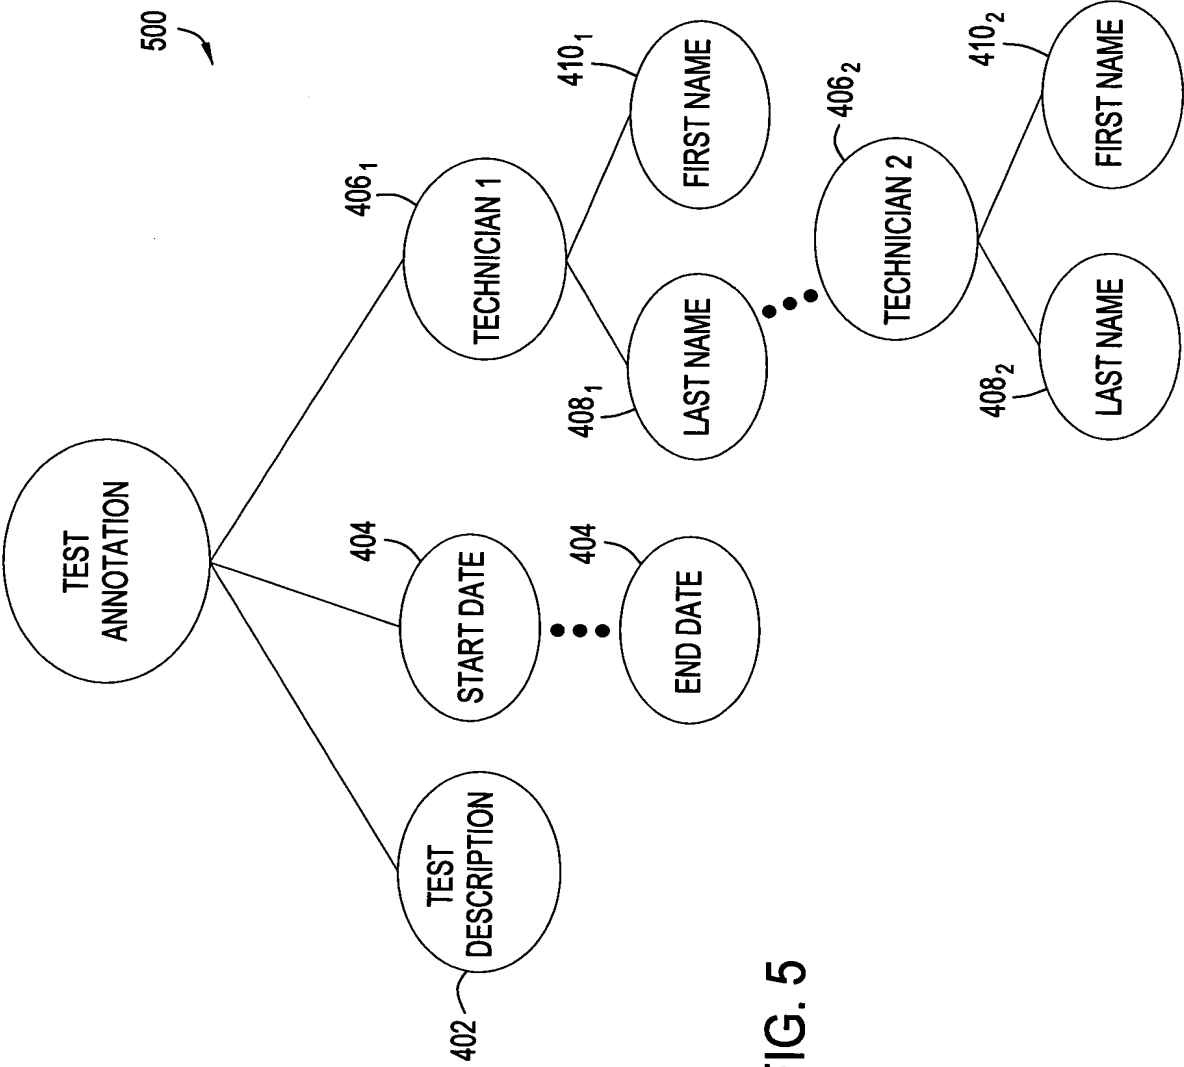 500
TEST
ANNOTATION
402
TEST
DESCRIPTION
404
START DATE
404
END DATE
406₁
TECHNICIAN 1
408₁
LAST NAME
410₁
FIRST NAME
406₂
TECHNICIAN 2
408₂
LAST NAME
410₂
FIRST NAME
FIG. 5